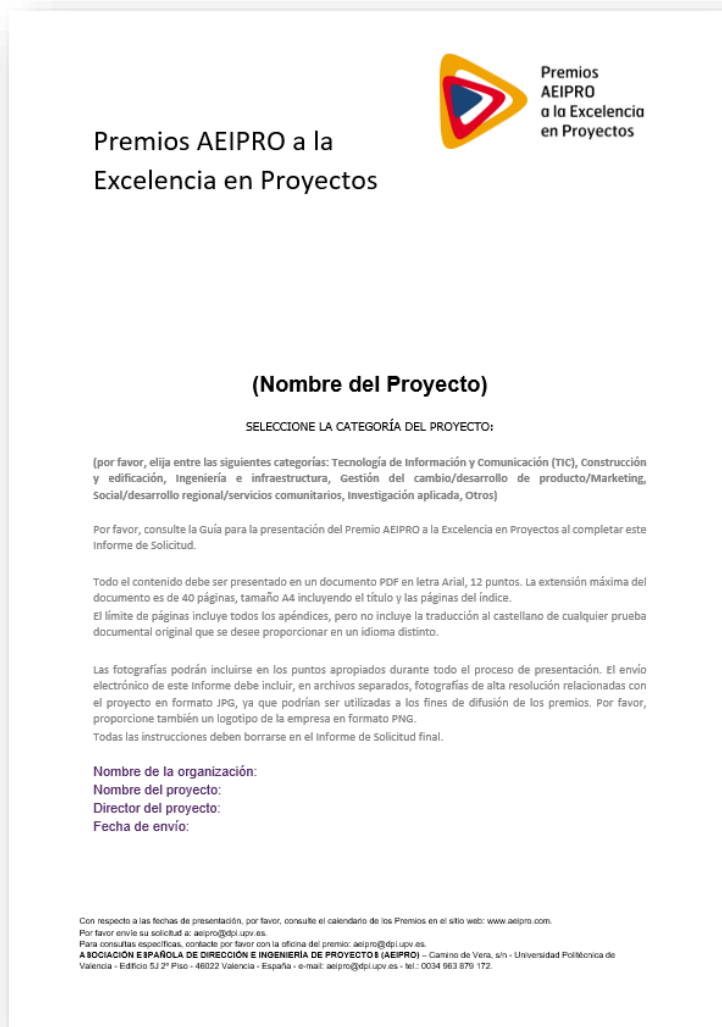 Premios
AEIPRO
a la Excelencia
en Proyectos
Premios AEIPRO a la
Excelencia en Proyectos
(Nombre del Proyecto)
SELECCIONE LA CATEGORÍA DEL PROYECTO:
(por favor, elija entre las siguientes categorías: Tecnología de Información y Comunicación (TIC), Construcción
y edificación, Ingeniería e infraestructura, Gestión del cambio/desarrollo de producto/Marketing,
Social/desarrollo regional/servicios comunitarios, Investigación aplicada, Otros)
Por favor, consulte la Guía para la presentación del Premio AEIPRO a la Excelencia en Proyectos al completar este
Informe de Solicitud.
Todo el contenido debe ser presentado en un documento PDF en letra Arial, 12 puntos. La extensión máxima del
documento es de 40 páginas, tamaño A4 incluyendo el título y las páginas del índice.
El límite de páginas incluye todos los apéndices, pero no incluye la traducción al castellano de cualquier prueba
documental original que se desee proporcionar en un idioma distinto.
Las fotografías podrán incluirse en los puntos apropiados durante todo el proceso de presentación. El envío
electrónico de este Informe debe incluir, en archivos separados, fotografías de alta resolución relacionadas con
el proyecto en formato JPG, ya que podrían ser utilizadas a los fines de difusión de los premios. Por favor,
proporcione también un logotipo de la empresa en formato PNG.
Todas las instrucciones deben borrarse en el Informe de Solicitud final.
Nombre de la organización:
Nombre del proyecto:
Director del proyecto:
Fecha de envío:
Con respecto a las fechas de presentación, por favor, consulte el calendario de los Premios en el sitio web: www.aeipro.com.
Por favor envíe su solicitud a: aeipro@dpi.upv.es.
Para consultas específicas, contacte por favor con la oficina del premio: aeipro@dpi.upv.es.
ASOCIACIÓN ESPAÑOLA DE DIRECCIÓN E INGENIERÍA DE PROYECTOS (AEIPRO) – Camino de Vera, s/n - Universidad Politécnica de
Valencia - Edificio 5J 2º Piso - 46022 Valencia - España - e-mail: aeipro@dpi.upv.es - tel.: 0034 963 879 172.